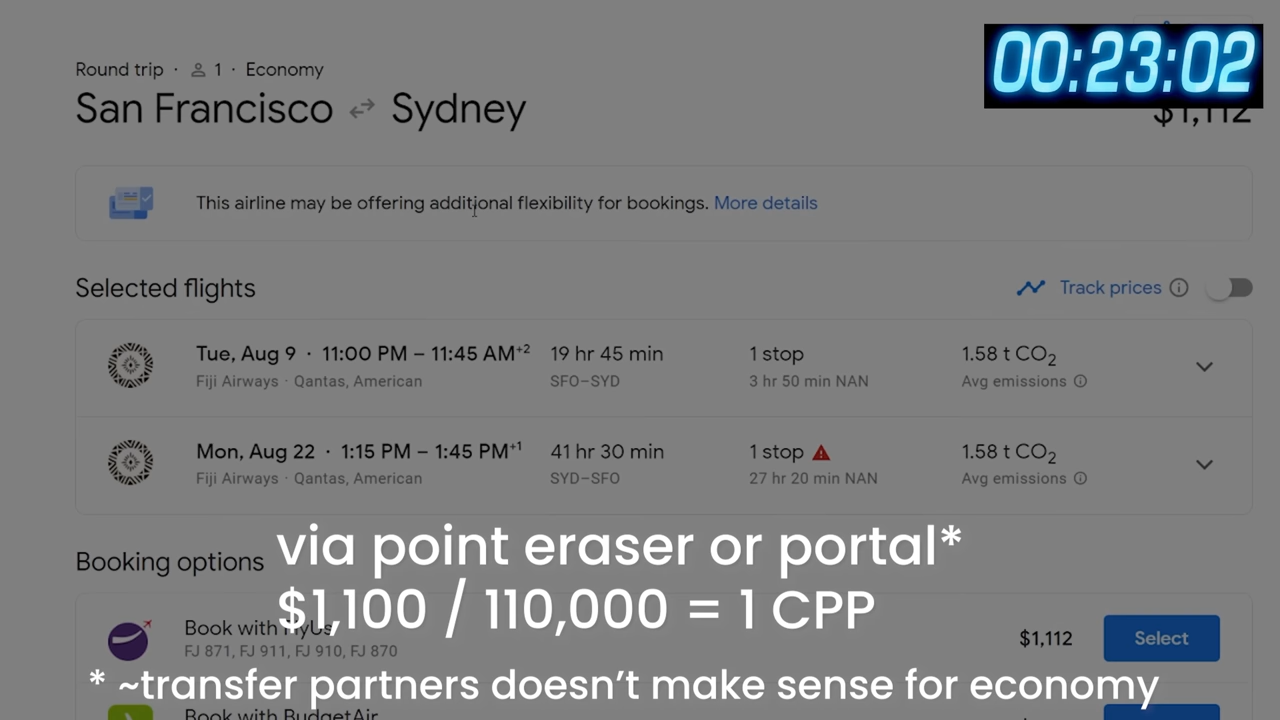 00:23:02
Round trip · 1 · Economy
San Francisco Sydney
$1,112
This airline may be offering additional flexibility for bookings. More details
Selected flights
Track prices
Tue, Aug 9 · 11:00 PM – 11:45 AM+2 19 hr 45 min 1 stop 1.58 t CO2
Fiji Airways · Qantas, American SFO–SYD 3 hr 50 min NAN Avg emissions
Mon, Aug 22 · 1:15 PM – 1:45 PM+1 41 hr 30 min 1 stop 1.58 t CO2
Fiji Airways · Qantas, American SYD–SFO 27 hr 20 min NAN Avg emissions
via point eraser or portal*
Booking options
$1,100 / 110,000 = 1 CPP
Book with $1,112 Select
FJ 871, FJ 911, FJ 910, FJ 870
* ~transfer partners doesn't make sense for economy
Book with BudgetAir